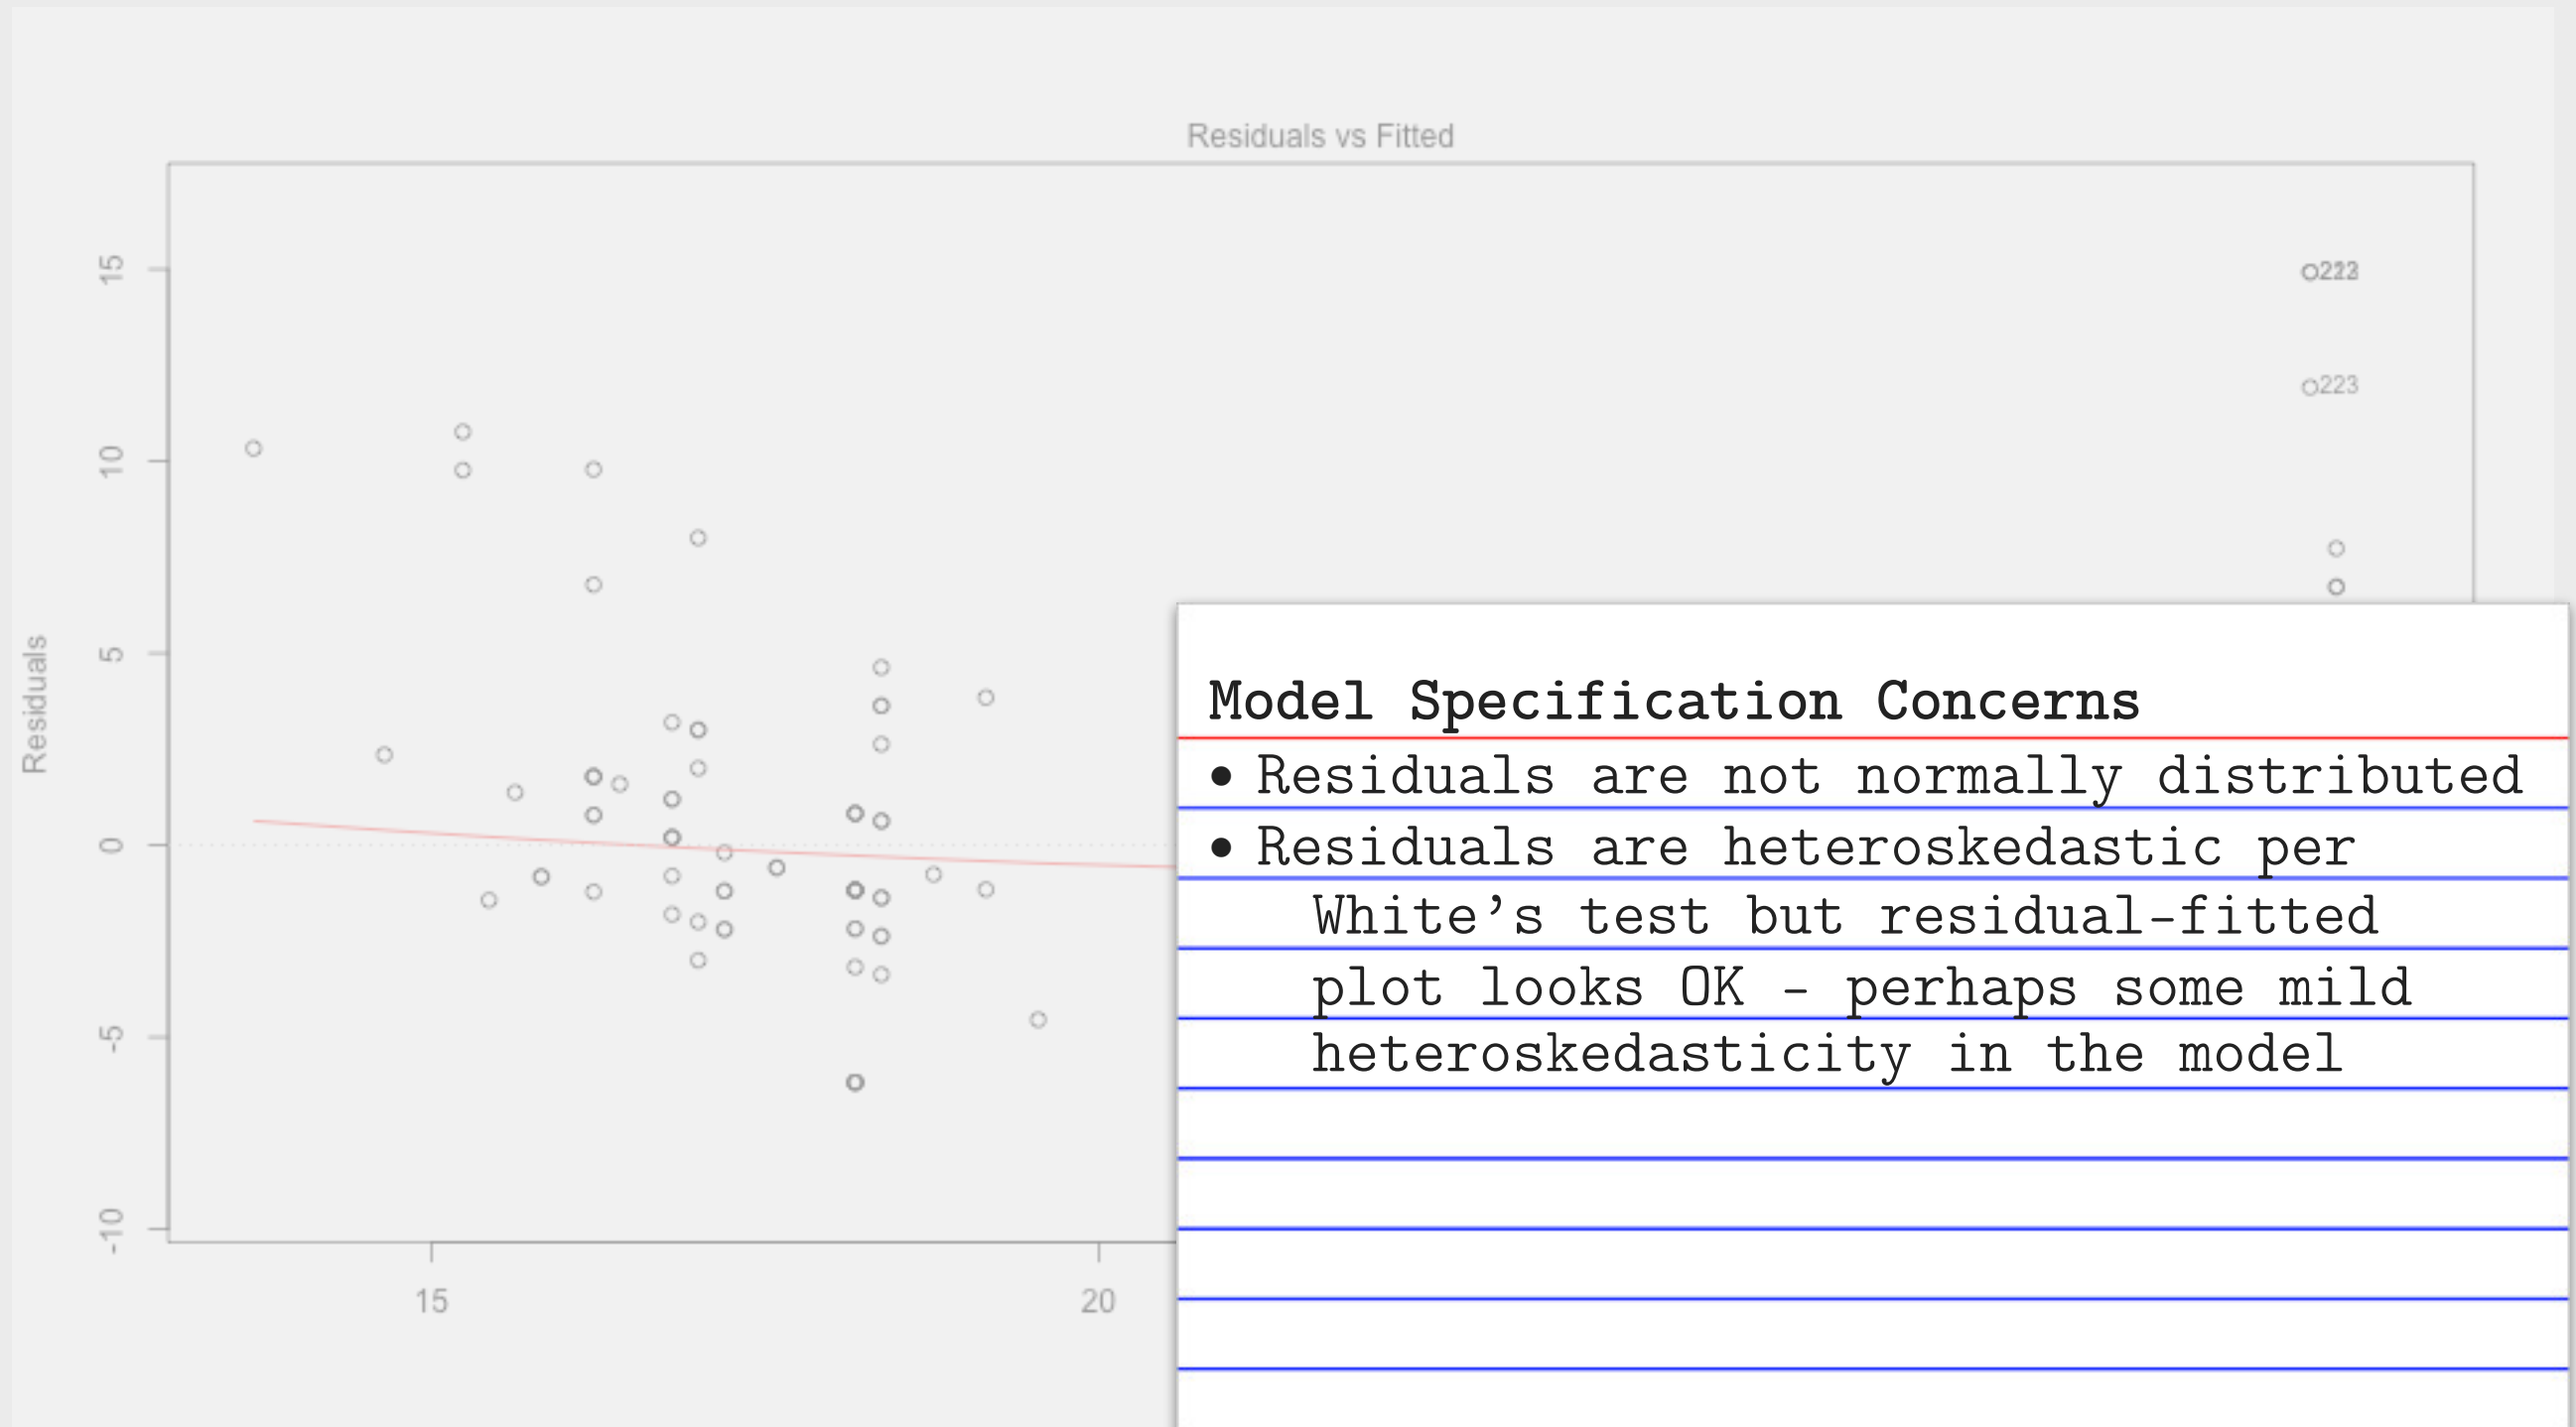 Residuals vs Fitted
15
10
5
0
-5
-10
Residuals
223
15
20
Model Specification Concerns
• Residuals are not normally distributed
• Residuals are heteroskedastic per
White’s test but residual-fitted
plot looks OK - perhaps some mild
heteroskedasticity in the model